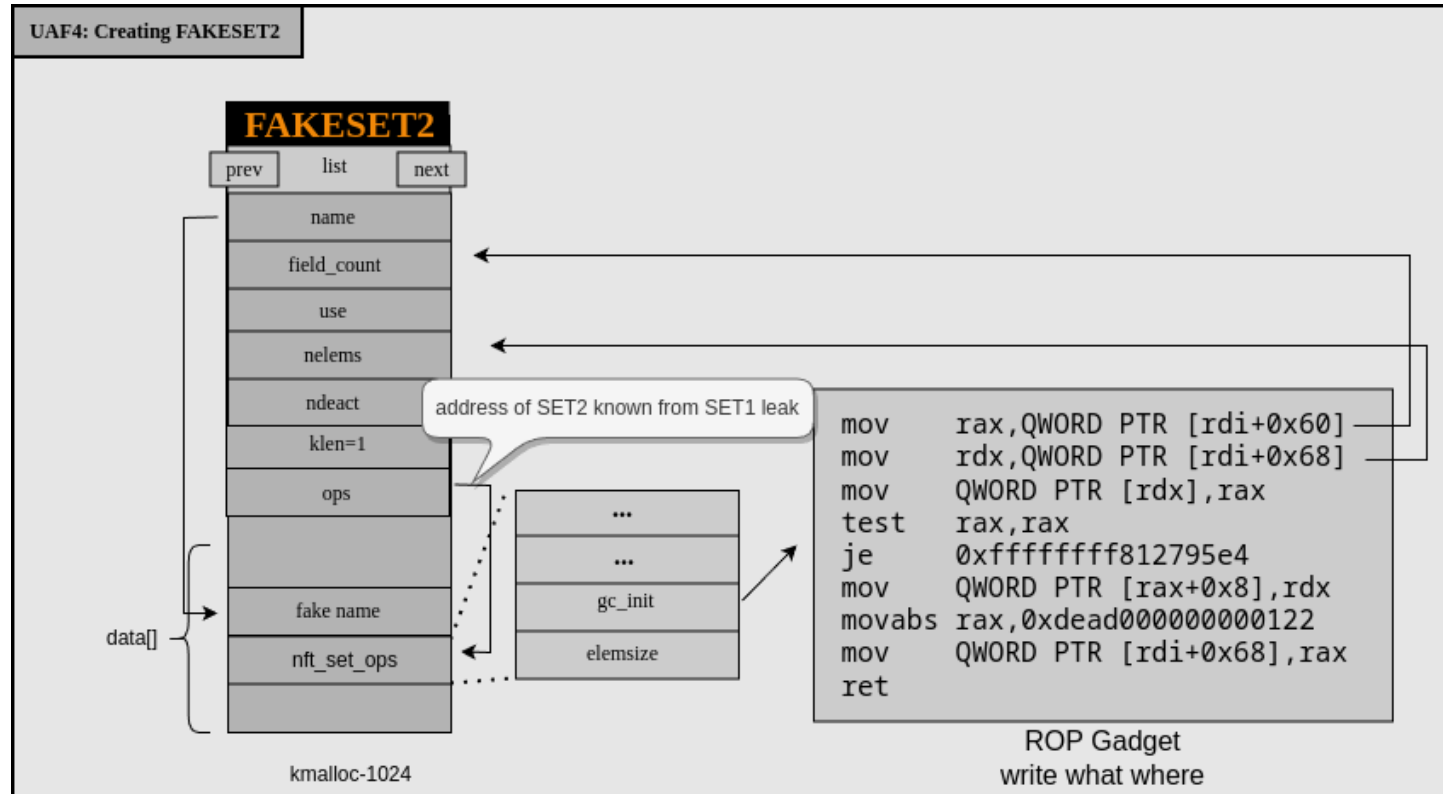 UAF4: Creating FAKESET2
FAKESET2
prev
list
next
name
field_count
use
nelems
ndeact
klen=1
ops
address of SET2 known from SET1 leak
fake name
nft_set_ops
data[]
kmalloc-1024
...
...
gc_init
elemsize
mov rax,QWORD PTR [rdi+0x60]
mov rdx,QWORD PTR [rdi+0x68]
mov QWORD PTR [rdx],rax
test rax,rax
je 0xffffffff812795e4
mov QWORD PTR [rax+0x8],rdx
movabs rax,0xdead000000000122
mov QWORD PTR [rdi+0x68],rax
ret
ROP Gadget
write what where